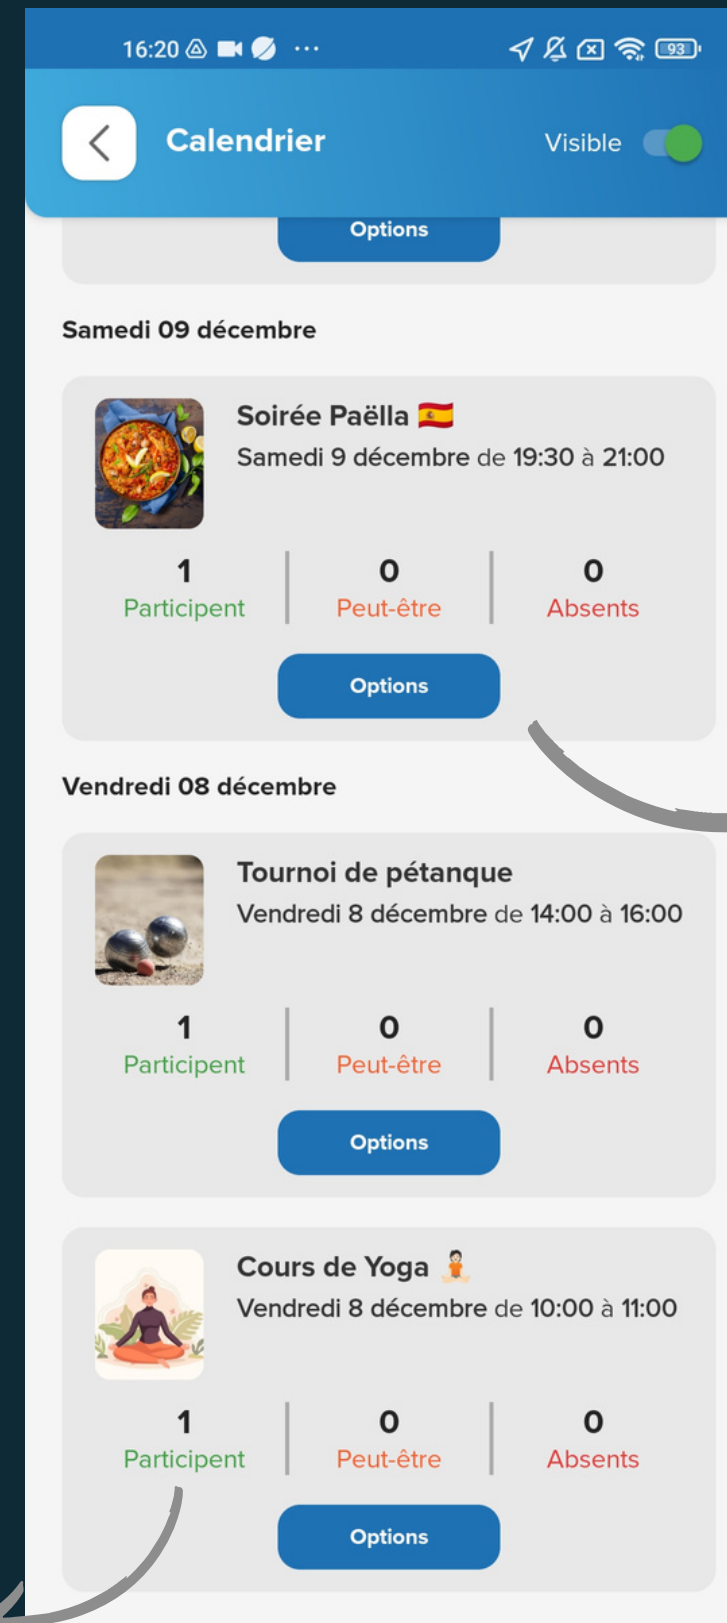 16:20 ... 93
Calendrier Visible
Options
Samedi 09 décembre
Soirée Paëlla 🇪🇸
Samedi 9 décembre de 19:30 à 21:00
1 0 0
Participent Peut-être Absents
Options
Vendredi 08 décembre
Tournoi de pétanque
Vendredi 8 décembre de 14:00 à 16:00
1 0 0
Participent Peut-être Absents
Options
Cours de Yoga 🧘🏻
Vendredi 8 décembre de 10:00 à 11:00
1 0 0
Participent Peut-être Absents
Options